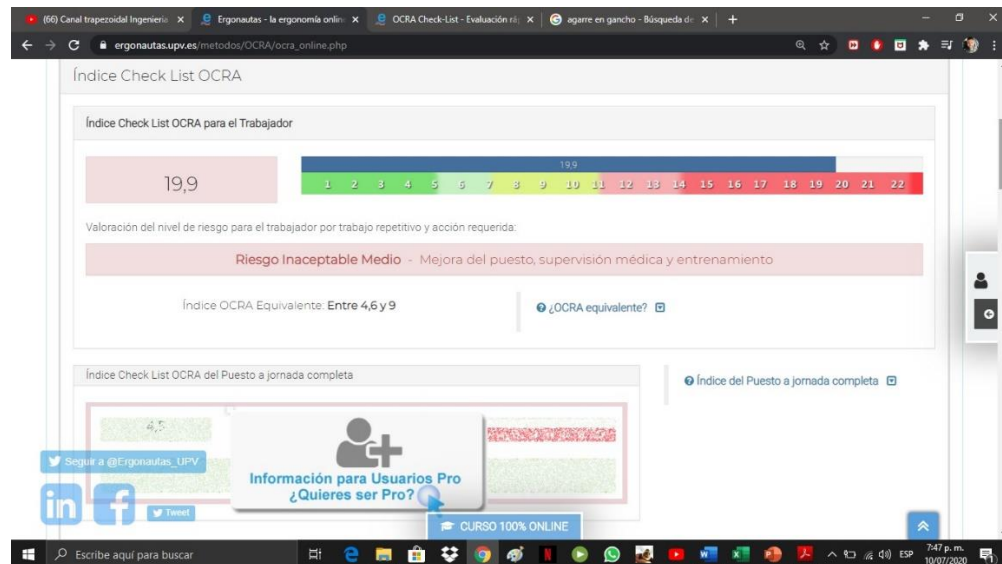 (66) Canal trapezoidal Ingeniería
Ergonautas - la ergonomía online
OCRA Check-List - Evaluación ráp
agarre en gancho - Búsqueda de
ergonautas.upv.es/metodos/OCRA/ocra_online.php
Índice Check List OCRA
Índice Check List OCRA para el Trabajador
19,9
19,9
1 2 3 4 5 6 7 8 9 10 11 12 13 14 15 16 17 18 19 20 21 22
Valoración del nivel de riesgo para el trabajador por trabajo repetitivo y acción requerida:
Riesgo Inaceptable Medio - Mejora del puesto, supervisión médica y entrenamiento
Índice OCRA Equivalente: Entre 4,6 y 9
¿OCRA equivalente?
Índice Check List OCRA del Puesto a jornada completa
Índice del Puesto a jornada completa
4,5
Seguir a @Ergonautas_UPV
Información para Usuarios Pro
¿Quieres ser Pro?
in f
Tweet
CURSO 100% ONLINE
Escribe aquí para buscar
ESP
7:47 p. m.
10/07/2020